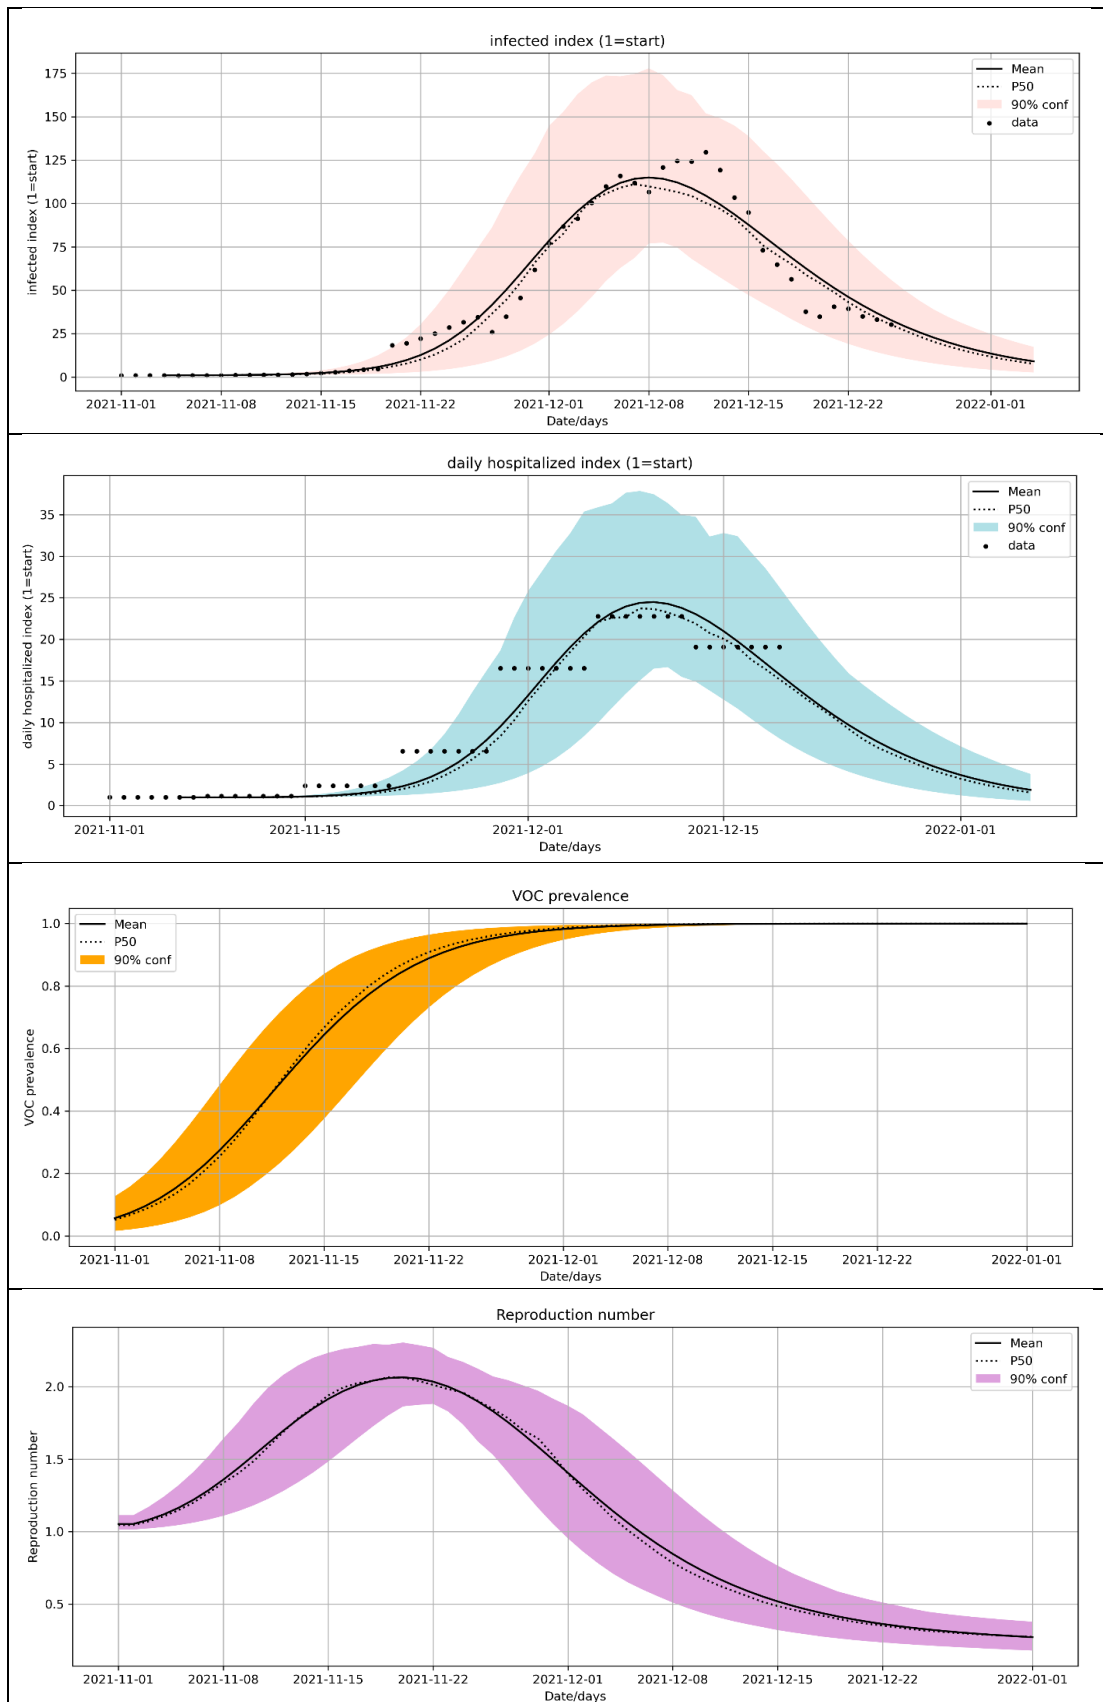 infected index (1=start)
Mean
P50
90% conf
data
infected index (1=start)
175
150
125
100
75
50
25
0
2021-11-01 2021-11-08 2021-11-15 2021-11-22 2021-12-01 2021-12-08 2021-12-15 2021-12-22 2022-01-01
Date/days
daily hospitalized index (1=start)
Mean
P50
90% conf
data
daily hospitalized index (1=start)
35
30
25
20
15
10
5
0
2021-11-01 2021-11-15 2021-12-01 2021-12-15 2022-01-01
Date/days
VOC prevalence
Mean
P50
90% conf
VOC prevalence
1.0
0.8
0.6
0.4
0.2
0.0
2021-11-01 2021-11-08 2021-11-15 2021-11-22 2021-12-01 2021-12-08 2021-12-15 2021-12-22 2022-01-01
Date/days
Reproduction number
Mean
P50
90% conf
Reproduction number
2.0
1.5
1.0
0.5
2021-11-01 2021-11-08 2021-11-15 2021-11-22 2021-12-01 2021-12-08 2021-12-15 2021-12-22 2022-01-01
Date/days